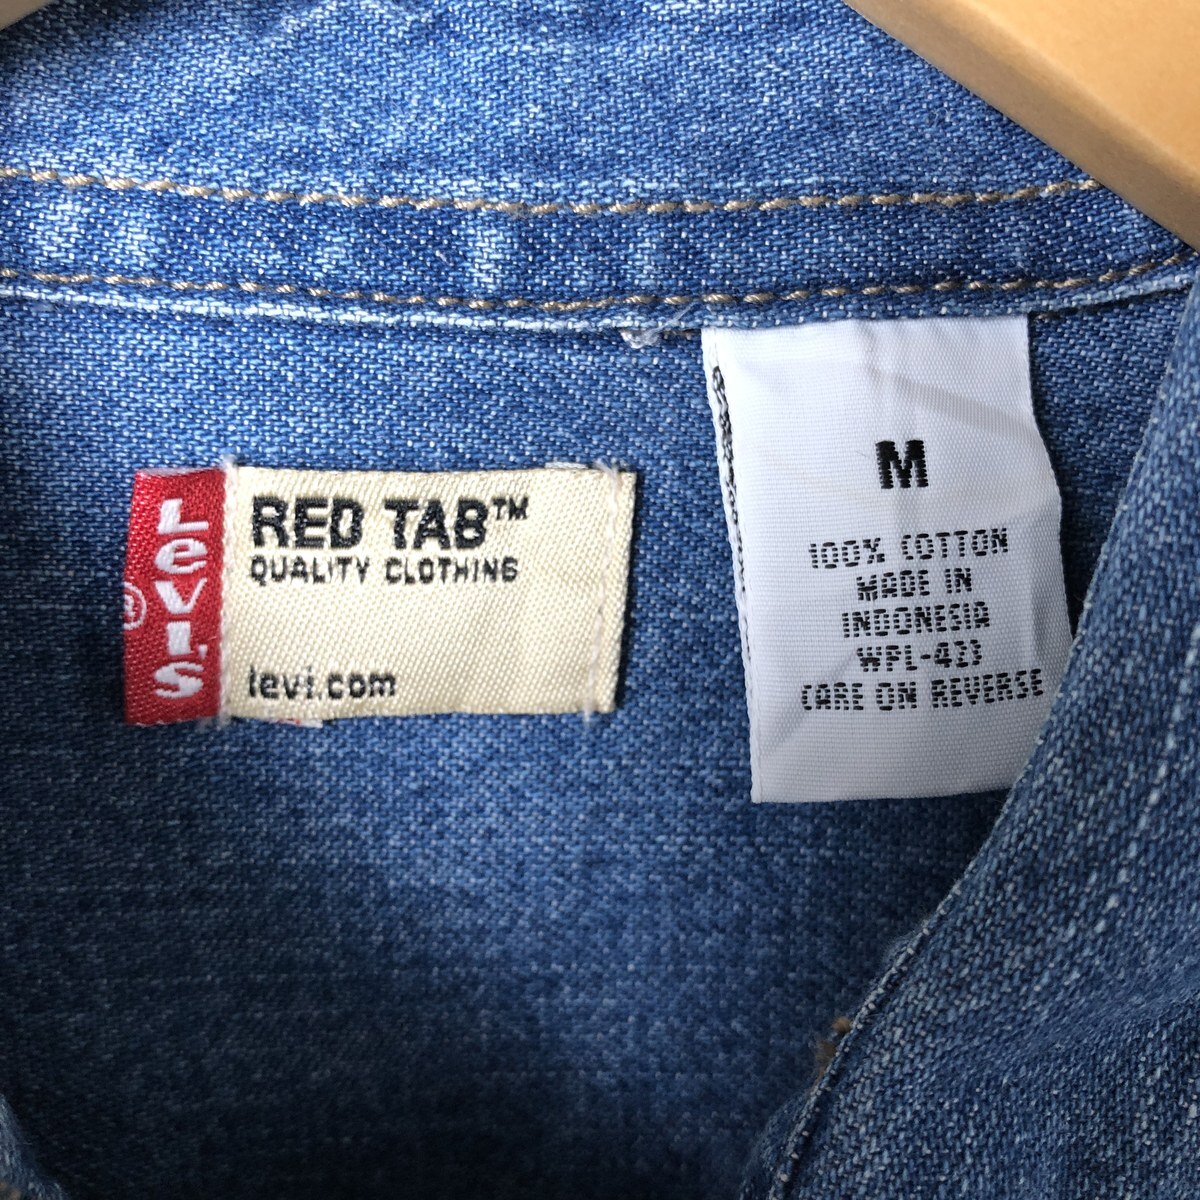 LEVI'S
®
RED TAB™
QUALITY CLOTHING
levi.com
M
100% COTTON
MADE IN
INDONESIA
WPL-423
CARE ON REVERSE